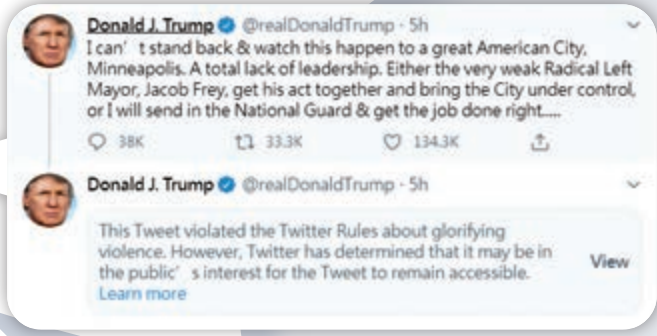 Donald J. Trump @realDonaldTrump · 5h
I can't stand back & watch this happen to a great American City,
Minneapolis. A total lack of leadership. Either the very weak Radical Left
Mayor, Jacob Frey, get his act together and bring the City under control,
or I will send in the National Guard & get the job done right.....
38K 33.3K 134.3K
Donald J. Trump @realDonaldTrump · 5h
This Tweet violated the Twitter Rules about glorifying
violence. However, Twitter has determined that it may be in
the public's interest for the Tweet to remain accessible.
View
Learn more